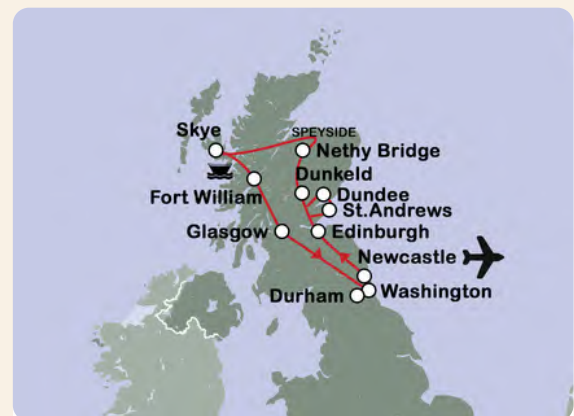 SPEYSIDE
Skye
Nethy Bridge
Dunkeld
Fort William
Dundee
St.Andrews
Glasgow
Edinburgh
Newcastle
Durham
Washington